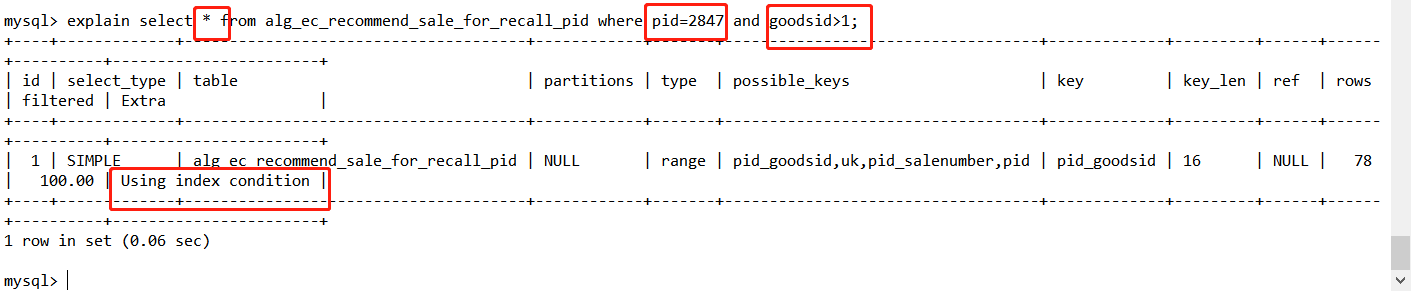 mysql> explain select * from alg_ec_recommend_sale_for_recall_pid where pid=2847 and goodsid>1;
+----+-------------+--------------------------------------+------------+-------+-----------------------------------+-------------+---------+------+------
+----------+-----------------------+
| id | select_type | table | partitions | type | possible_keys | key | key_len | ref | rows
| filtered | Extra |
+----+-------------+--------------------------------------+------------+-------+-----------------------------------+-------------+---------+------+------
+----------+-----------------------+
| 1 | SIMPLE | alg_ec_recommend_sale_for_recall_pid | NULL | range | pid_goodsid,uk,pid_salenumber,pid | pid_goodsid | 16 | NULL | 78
| 100.00 | Using index condition |
+----+-------------+--------------------------------------+------------+-------+-----------------------------------+-------------+---------+------+------
+----------+-----------------------+
1 row in set (0.06 sec)
mysql>